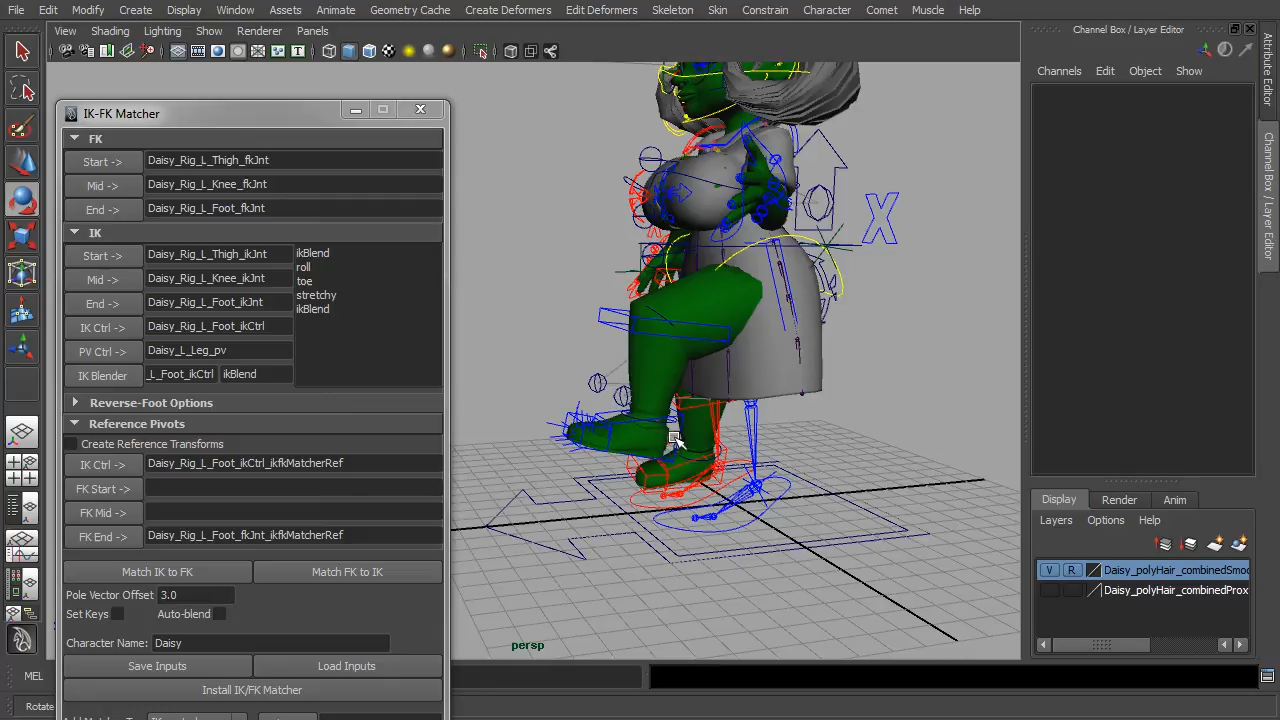 File Edit Modify Create Display Window Assets Animate Geometry Cache Create Deformers Edit Deformers Skeleton Skin Constrain Character Comet Muscle Help
View Shading Lighting Show Renderer Panels
Channel Box / Layer Editor
Channels Edit Object Show
Attribute Editor
Channel Box / Layer Editor
IK-FK Matcher
FK
Start -> Daisy_Rig_L_Thigh_fkJnt
Mid -> Daisy_Rig_L_Knee_fkJnt
End -> Daisy_Rig_L_Foot_fkJnt
IK
Start -> Daisy_Rig_L_Thigh_ikJnt
Mid -> Daisy_Rig_L_Knee_ikJnt
End -> Daisy_Rig_L_Foot_ikJnt
IK Ctrl -> Daisy_Rig_L_Foot_ikCtrl
PV Ctrl -> Daisy_L_Leg_pv
IK Blender _L_Foot_ikCtrl ikBlend
ikBlend
roll
toe
stretchy
ikBlend
Reverse-Foot Options
Reference Pivots
Create Reference Transforms
IK Ctrl -> Daisy_Rig_L_Foot_ikCtrl_ikfkMatcherRef
FK Start ->
FK Mid ->
FK End -> Daisy_Rig_L_Foot_fkJnt_ikfkMatcherRef
Match IK to FK Match FK to IK
Pole Vector Offset 3.0
Set Keys Auto-blend
Character Name: Daisy
Save Inputs Load Inputs
Install IK/FK Matcher
X
persp
Display Render Anim
Layers Options Help
V R Daisy_polyHair_combinedSmoo
Daisy_polyHair_combinedProx
MEL
Rotate